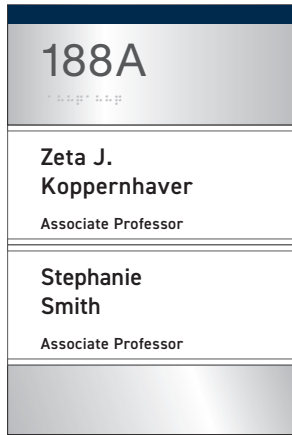 188A
Zeta J.
Koppernhaver
Associate Professor
Stephanie
Smith
Associate Professor